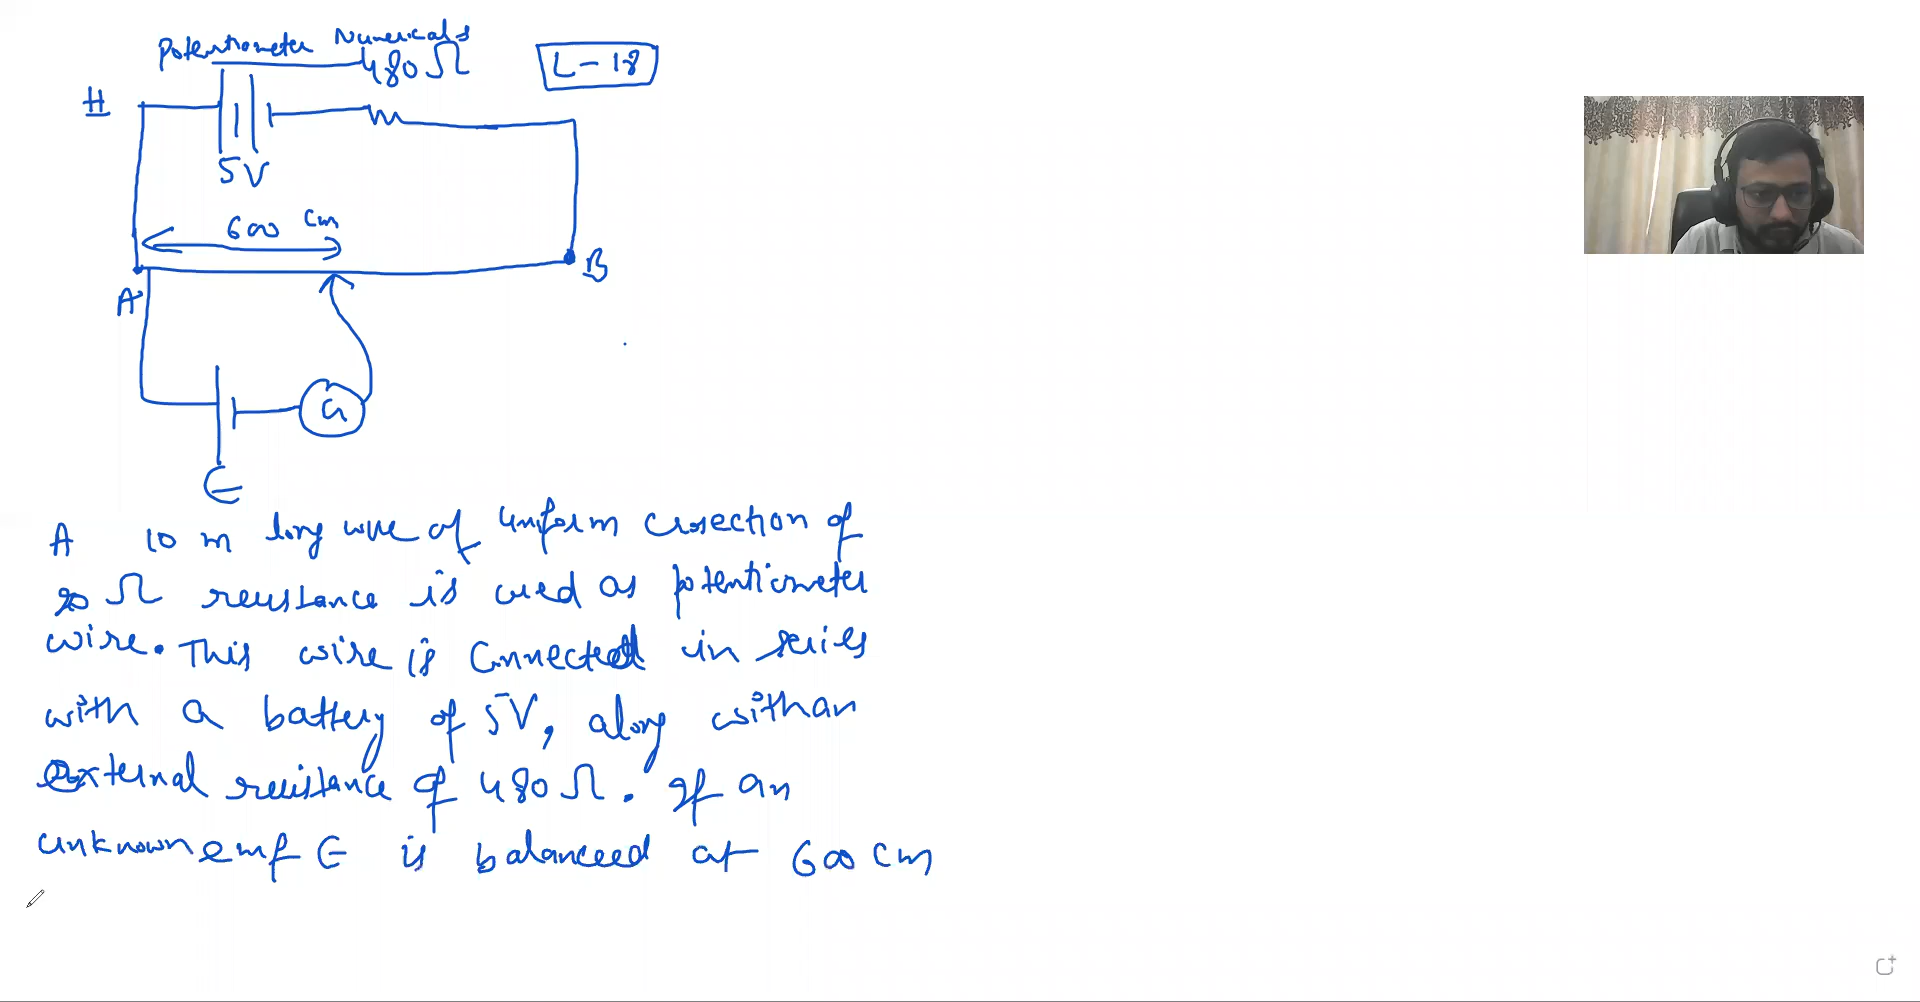 Potentiometer Numericals
480 Ω
L - 18
H
5V
600 cm
A
B
G
E
A 10 m long wire of uniform crosection of
20 Ω resistance is used as potentiometer
wire. This wire is Connected in series
with a battery of 5V, along with an
external resistance of 480 Ω. If an
unknown emf E is balanceed at 600 cm